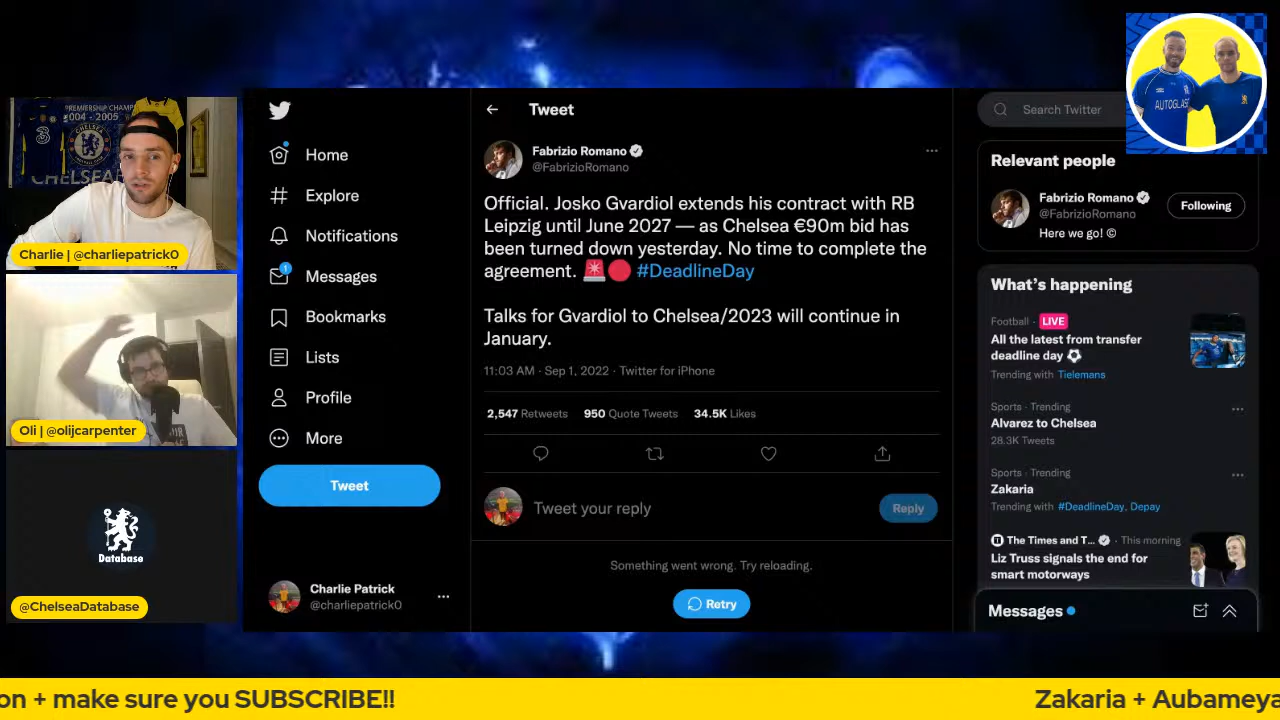 PREMIERSHIP CHAMP
2004 - 2005
3
CHELSEA
Charlie | @charliepatrick0
Oli | @olijcarpenter
Database
@ChelseaDatabase
Home
Explore
Notifications
1
Messages
Bookmarks
Lists
Profile
More
Tweet
Charlie Patrick
@charliepatrick0
Tweet
Fabrizio Romano
@FabrizioRomano
Official. Josko Gvardiol extends his contract with RB
Leipzig until June 2027 — as Chelsea €90m bid has
been turned down yesterday. No time to complete the
agreement. 🚨🔴 #DeadlineDay
Talks for Gvardiol to Chelsea/2023 will continue in
January.
11:03 AM · Sep 1, 2022 · Twitter for iPhone
2,547 Retweets 950 Quote Tweets 34.5K Likes
Tweet your reply
Reply
Something went wrong. Try reloading.
Retry
Search Twitter
AUTOGLASS
Relevant people
Fabrizio Romano
@FabrizioRomano
Following
Here we go! ©
What's happening
Football · LIVE
All the latest from transfer
deadline day ⚽
Trending with Tielemans
Sports · Trending
Alvarez to Chelsea
28.3K Tweets
Sports · Trending
Zakaria
Trending with #DeadlineDay, Depay
The Times and T... · This morning
Liz Truss signals the end for
smart motorways
Messages
on + make sure you SUBSCRIBE!!
Zakaria + Aubameya